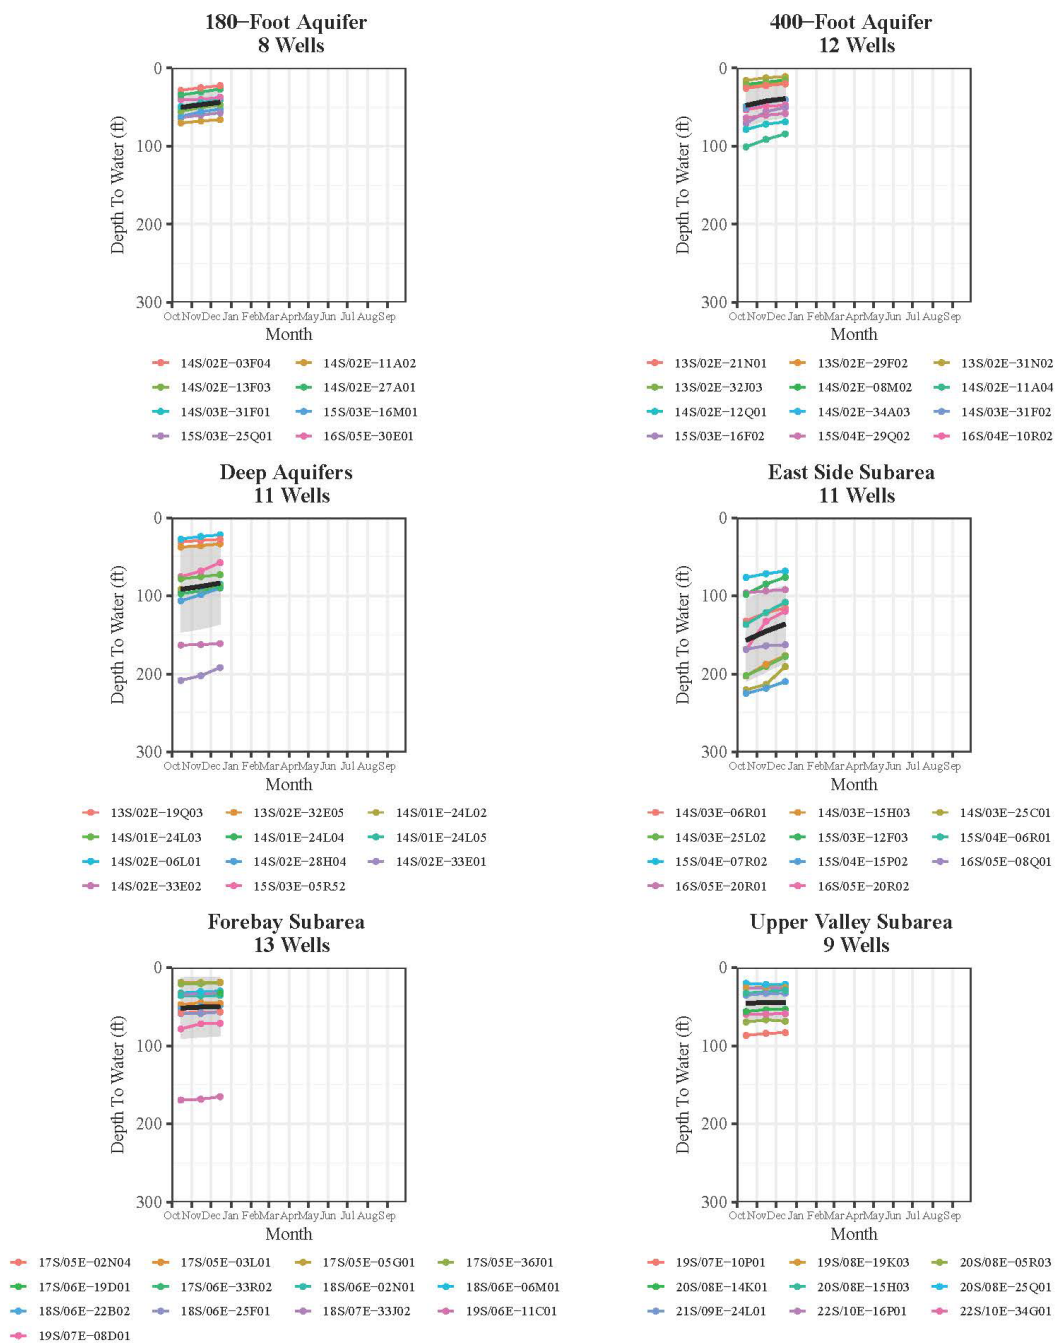 180−Foot Aquifer
8 Wells
0
100
200
300
Depth To Water (ft)
Oct Nov Dec Jan Feb Mar Apr May Jun Jul Aug Sep
Month
14S/02E−03F04 14S/02E−11A02
14S/02E−13F03 14S/02E−27A01
14S/03E−31F01 15S/03E−16M01
15S/03E−25Q01 16S/05E−30E01
400−Foot Aquifer
12 Wells
0
100
200
300
Depth To Water (ft)
Oct Nov Dec Jan Feb Mar Apr May Jun Jul Aug Sep
Month
13S/02E−21N01 13S/02E−29F02 13S/02E−31N02
13S/02E−32J03 14S/02E−08M02 14S/02E−11A04
14S/02E−12Q01 14S/02E−34A03 14S/03E−31F02
15S/03E−16F02 15S/04E−29Q02 16S/04E−10R02
Deep Aquifers
11 Wells
0
100
200
300
Depth To Water (ft)
Oct Nov Dec Jan Feb Mar Apr May Jun Jul Aug Sep
Month
13S/02E−19Q03 13S/02E−32E05 14S/01E−24L02
14S/01E−24L03 14S/01E−24L04 14S/01E−24L05
14S/02E−06L01 14S/02E−28H04 14S/02E−33E01
14S/02E−33E02 15S/03E−05R52
East Side Subarea
11 Wells
0
100
200
300
Depth To Water (ft)
Oct Nov Dec Jan Feb Mar Apr May Jun Jul Aug Sep
Month
14S/03E−06R01 14S/03E−15H03 14S/03E−25C01
14S/03E−25L02 15S/03E−12F03 15S/04E−06R01
15S/04E−07R02 15S/04E−15P02 16S/05E−08Q01
16S/05E−20R01 16S/05E−20R02
Forebay Subarea
13 Wells
0
100
200
300
Depth To Water (ft)
Oct Nov Dec Jan Feb Mar Apr May Jun Jul Aug Sep
Month
17S/05E−02N04 17S/05E−03L01 17S/05E−05G01 17S/05E−36J01
17S/06E−19D01 17S/06E−33R02 18S/06E−02N01 18S/06E−06M01
18S/06E−22B02 18S/06E−25F01 18S/07E−33J02 19S/06E−11C01
19S/07E−08D01
Upper Valley Subarea
9 Wells
0
100
200
300
Depth To Water (ft)
Oct Nov Dec Jan Feb Mar Apr May Jun Jul Aug Sep
Month
19S/07E−10P01 19S/08E−19K03 20S/08E−05R03
20S/08E−14K01 20S/08E−15H03 20S/08E−25Q01
21S/09E−24L01 22S/10E−16P01 22S/10E−34G01